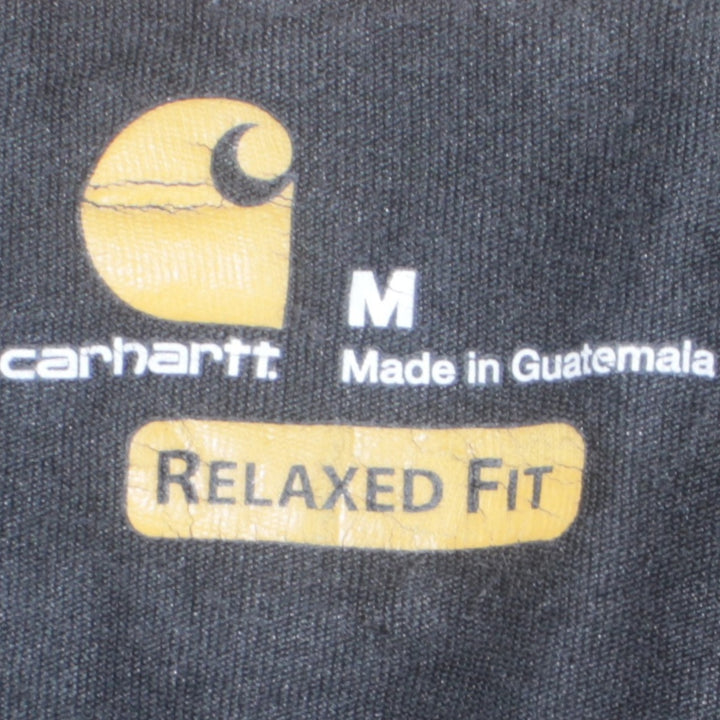 carhartt.
M
Made in Guatemala
RELAXED FIT